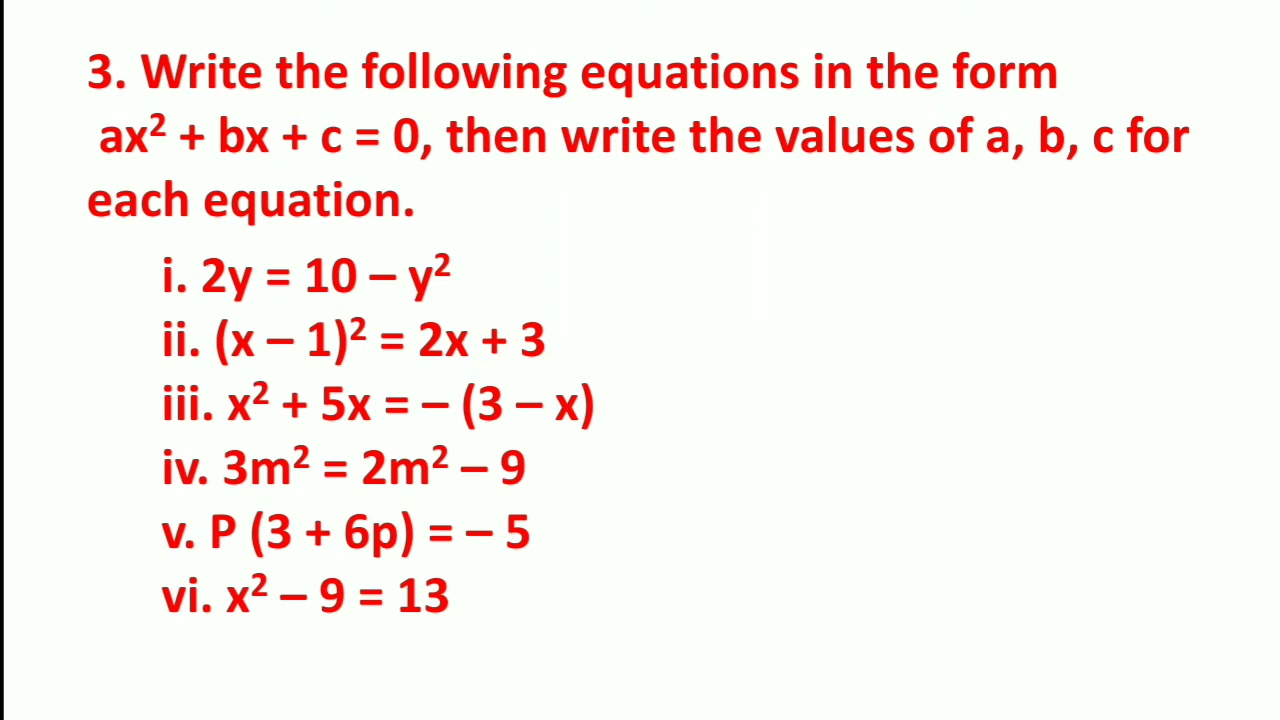 3. Write the following equations in the form
ax² + bx + c = 0, then write the values of a, b, c for
each equation.
i. 2y = 10 – y²
ii. (x – 1)² = 2x + 3
iii. x² + 5x = – (3 – x)
iv. 3m² = 2m² – 9
v. P (3 + 6p) = – 5
vi. x² – 9 = 13